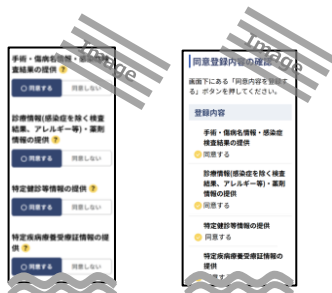 手術・傷病名情報・感染症検
査結果の提供 ?
同意する 同意しない
診療情報(感染症を除く検査
結果、アレルギー等)・薬剤
情報の提供 ?
同意する 同意しない
特定健診等情報の提供 ?
同意する 同意しない
特定疾病療養受療証情報の提
供 ?
同意する 同意しない
Image
同意登録内容の確認
画面下にある「同意内容を登録す
る」ボタンを押してください。
登録内容
手術・傷病名情報・感染症
検査結果の提供
同意する
診療情報(感染症を除く検査
結果、アレルギー等)・薬剤
情報の提供
同意する
特定健診等情報の提供
同意する
特定疾病療養受療証情報の
提供
同意する
Image